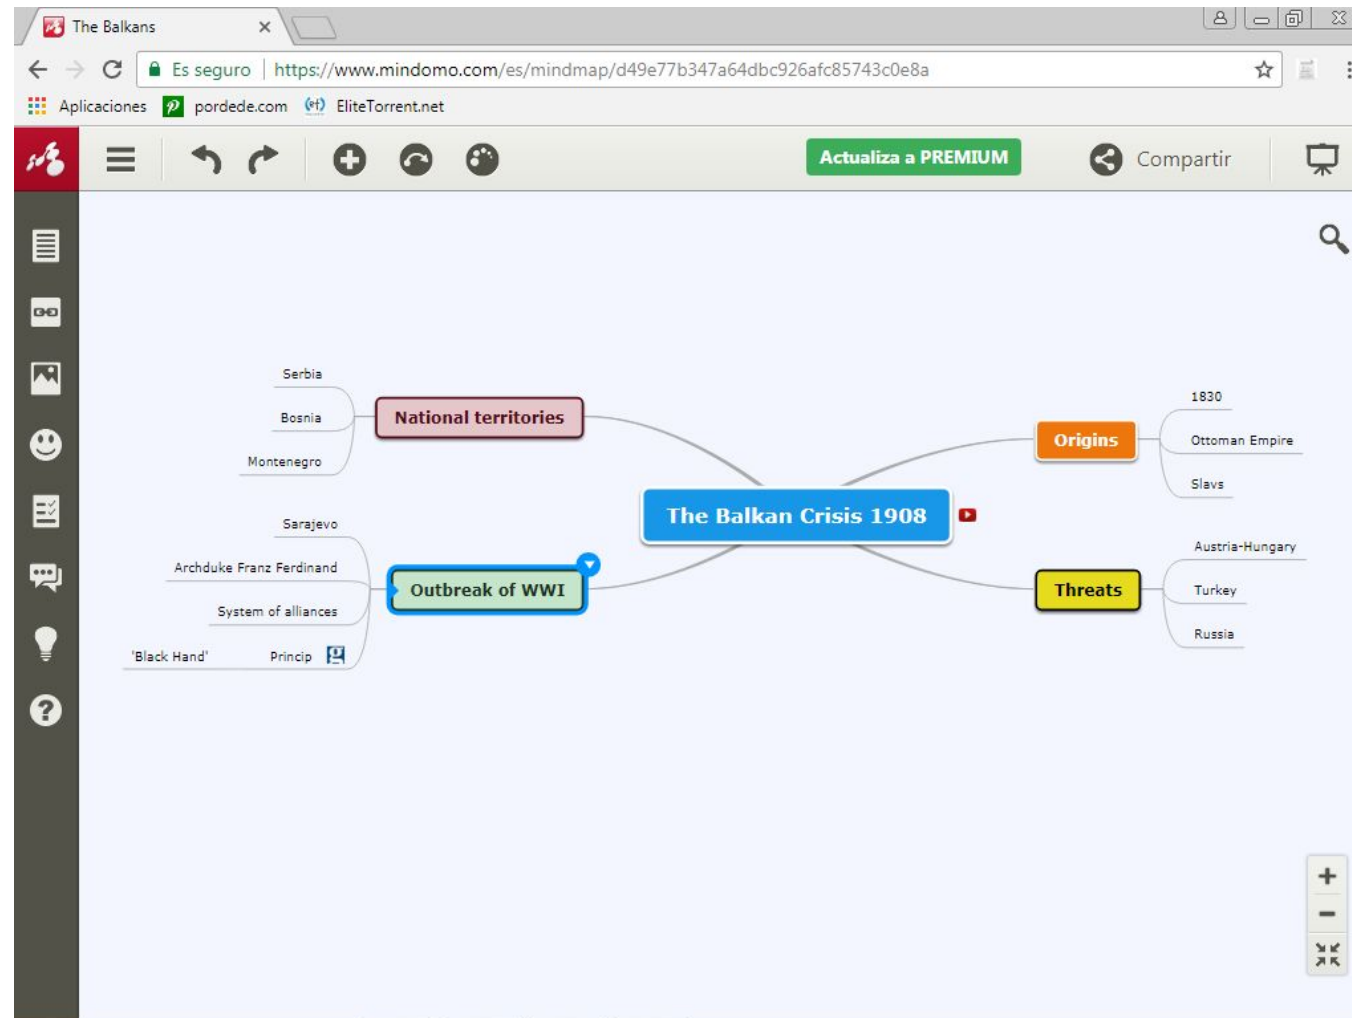 The Balkans
Es seguro
https://www.mindomo.com/es/mindmap/d49e77b347a64dbc926afc85743c0e8a
Aplicaciones
pordede.com
EliteTorrent.net
Actualiza a PREMIUM
Compartir
Serbia
Bosnia
Montenegro
National territories
1830
Ottoman Empire
Slavs
Origins
The Balkan Crisis 1908
Sarajevo
Archduke Franz Ferdinand
System of alliances
'Black Hand'
Princip
Outbreak of WWI
Austria-Hungary
Turkey
Russia
Threats